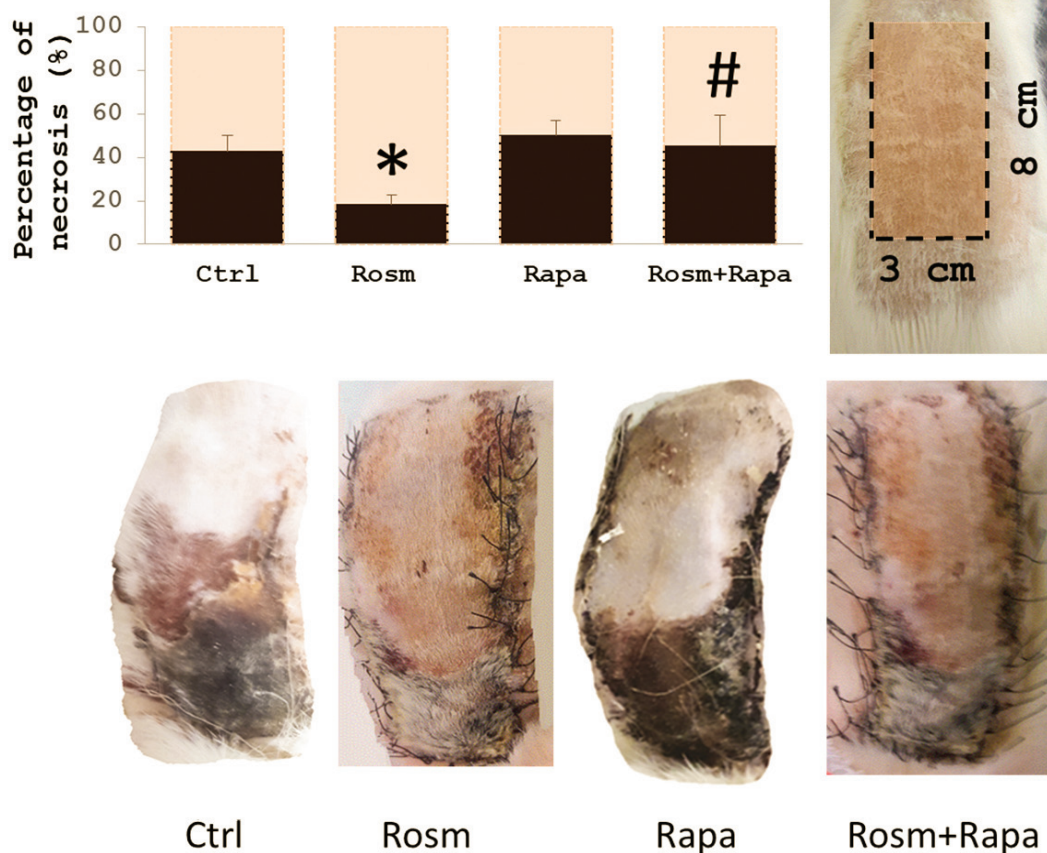 Percentage of
necrosis (%)
100
80
60
40
20
0
*
#
Ctrl
Rosm
Rapa
Rosm+Rapa
8 cm
3 cm
Ctrl
Rosm
Rapa
Rosm+Rapa